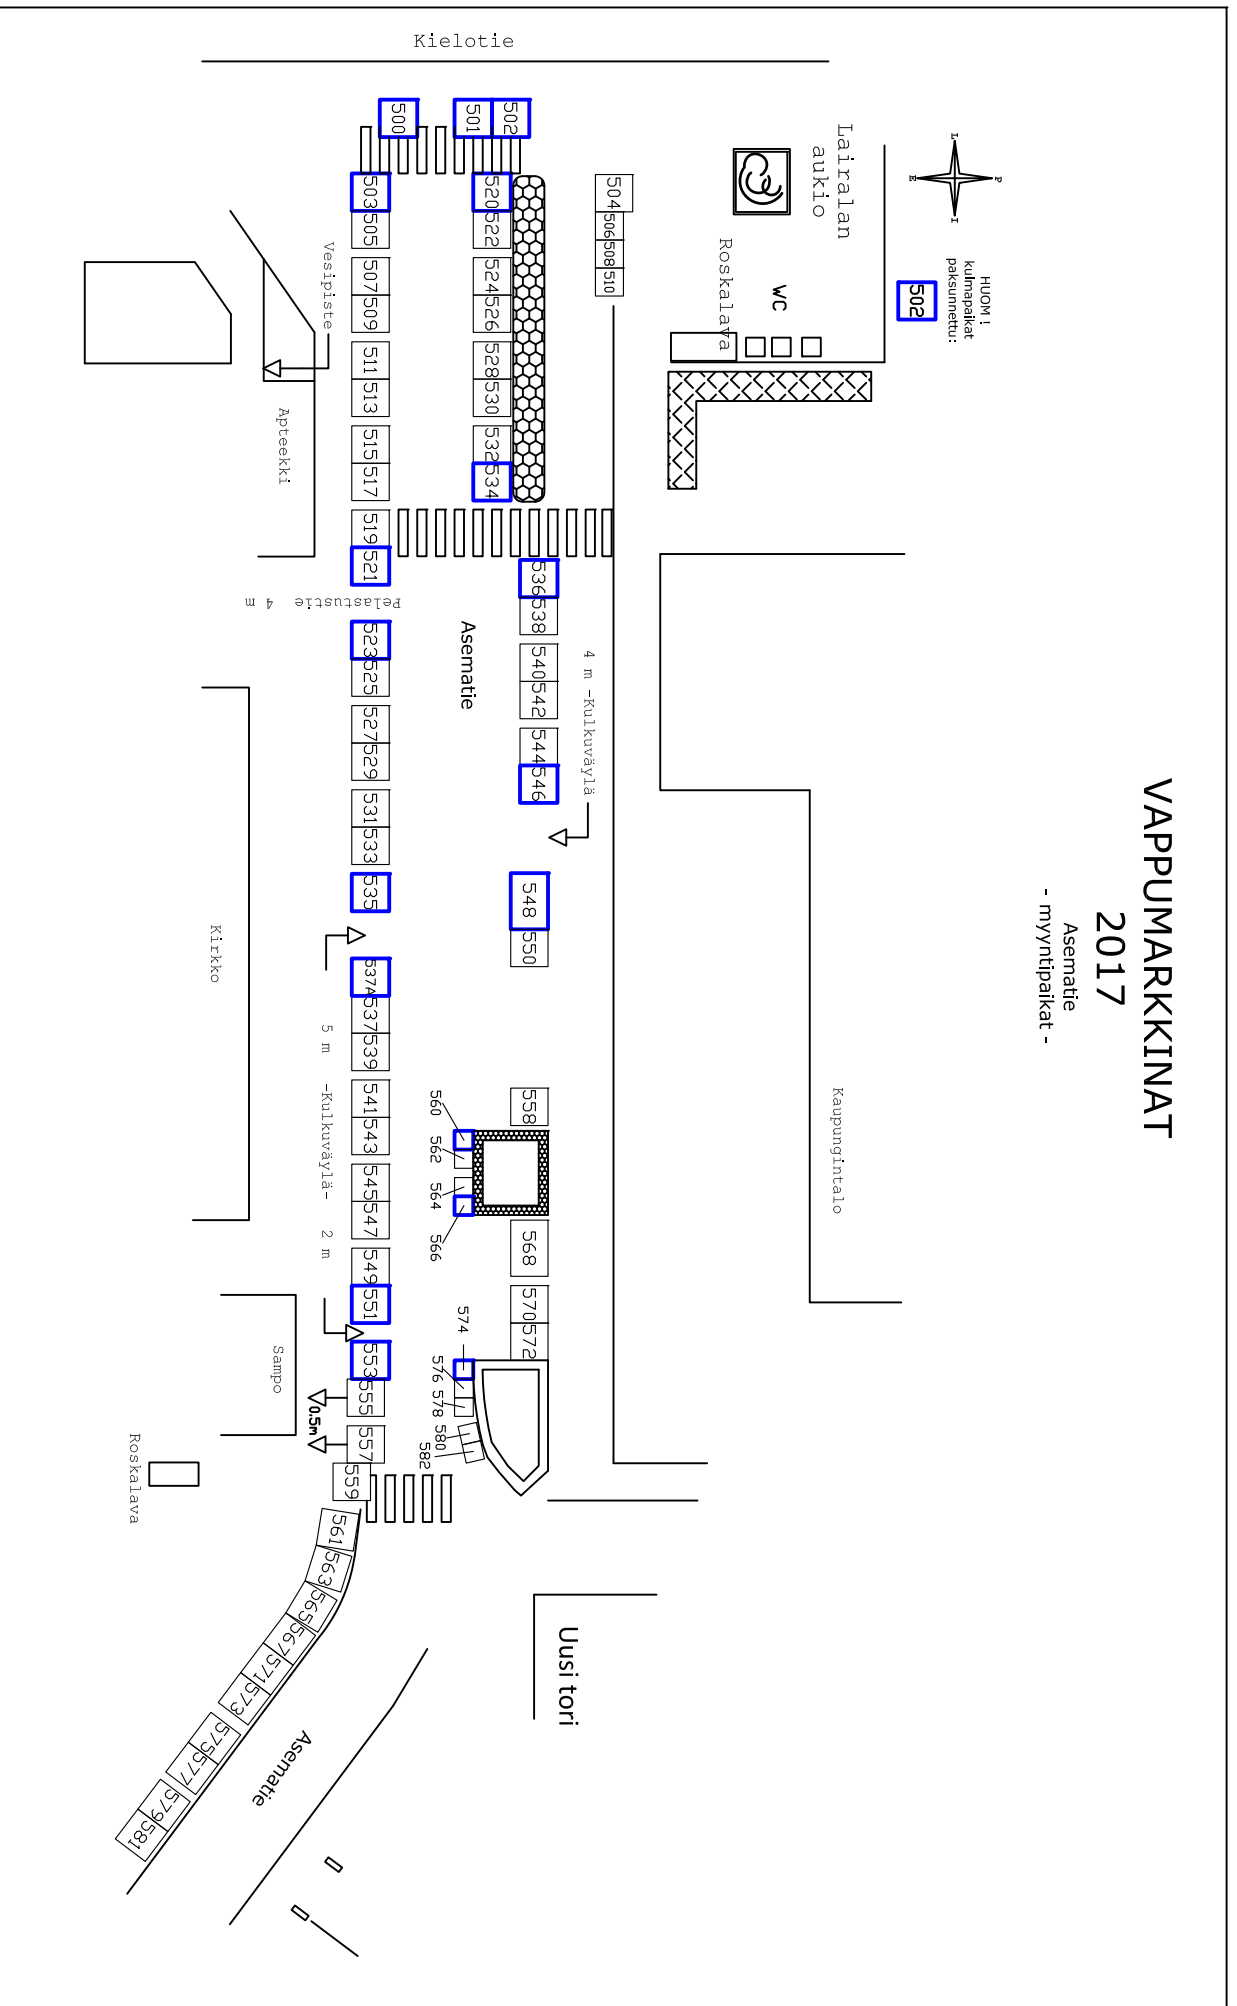 VAPPUMARKKINAT
2017
Asematie
- myyntipaikat -
HUOM !
kulmapaikat
paksunnettu:
502
L
P
E
I
Kielotie
Lairalan
aukio
Roskalava
WC
Kaupungintalo
504
506
508
510
500
501
502
520
522
524
526
528
530
532
534
536
538
540
542
544
546
4 m -Kulkuväylä
548
550
558
560
562
564
566
568
570
572
574
576
578
580
582
Asematie
503
505
507
509
511
513
515
517
519
521
Pelastustie 4 m
523
525
527
529
531
533
535
537A
537
539
541
543
545
547
549
551
553
555
557
559
561
563
565
567
571
573
575
577
579
581
Vesipiste
Apteekki
Kirkko
5 m -Kulkuväylä- 2 m
Sampo
0.5m
Roskalava
Uusi tori
Asematie